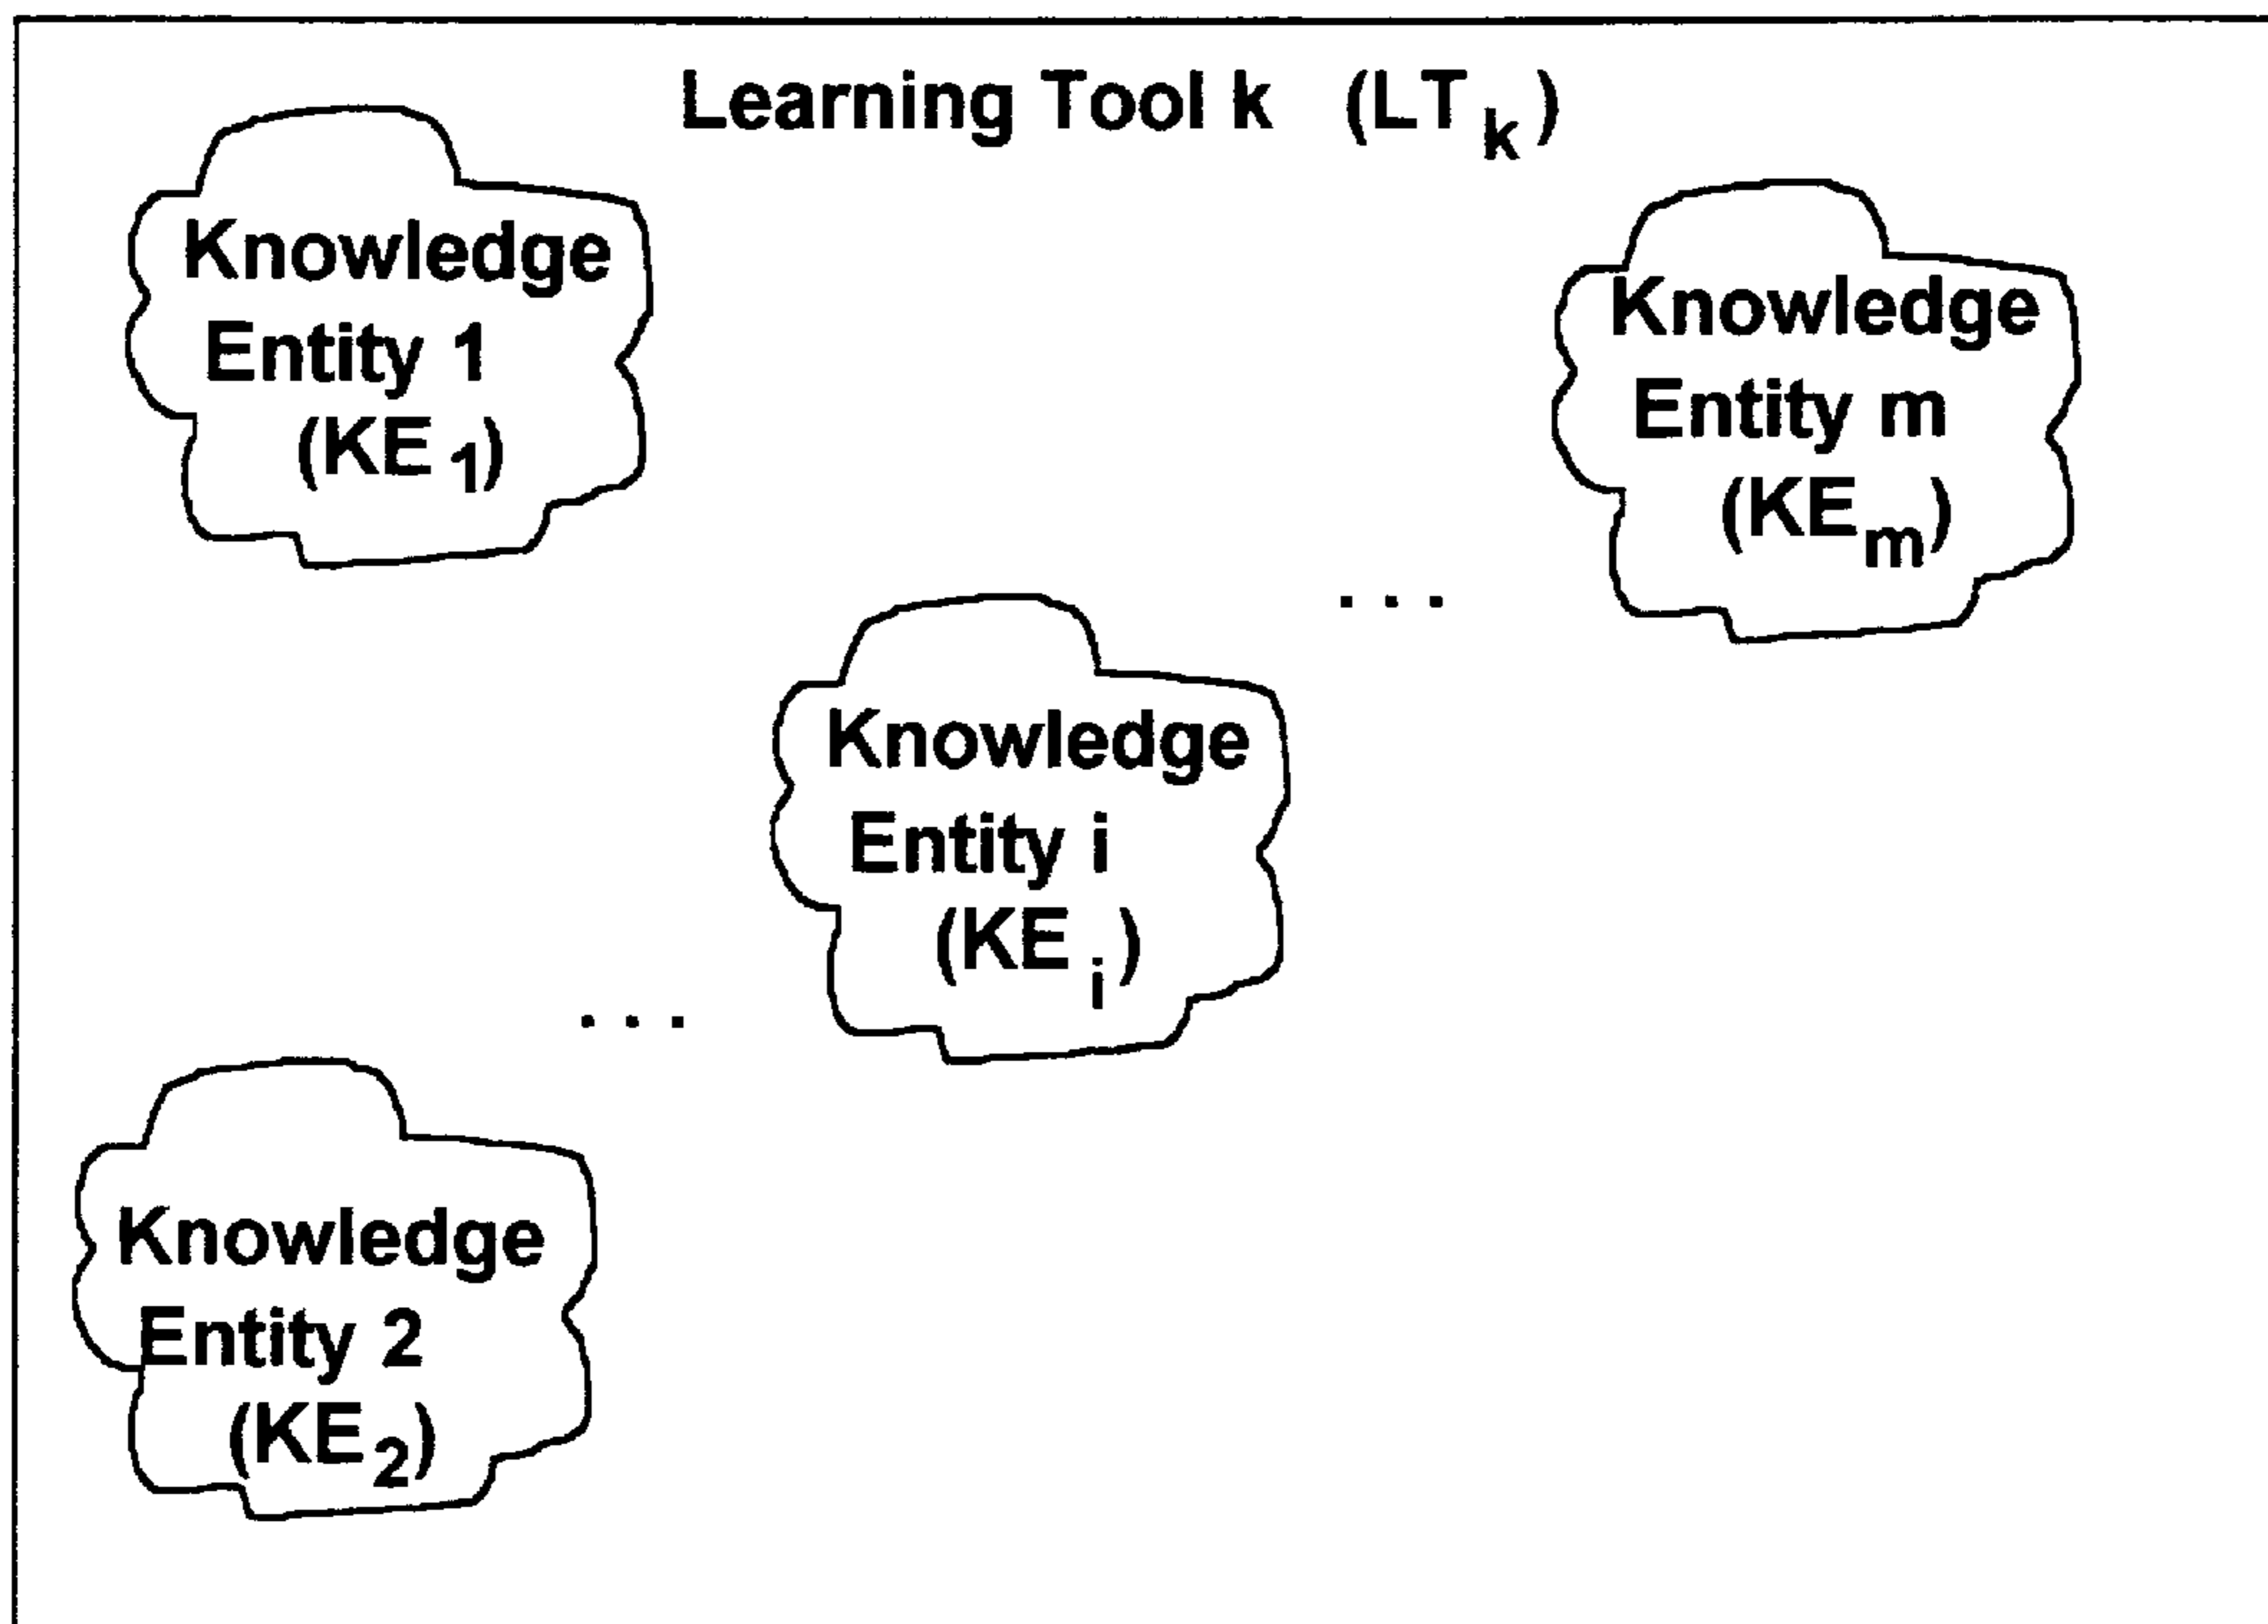 Learning Tool k (LTₖ)
Knowledge
Entity 1
(KE₁)
Knowledge
Entity m
(KEₘ)
...
Knowledge
Entity i
(KEᵢ)
...
Knowledge
Entity 2
(KE₂)